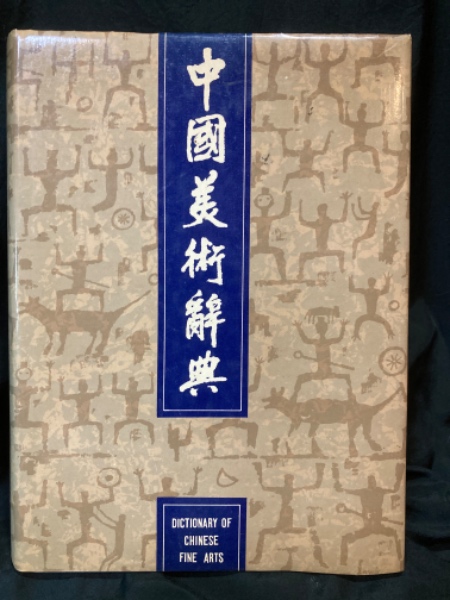 中國美術辭典
DICTIONARY OF
CHINESE
FINE ARTS